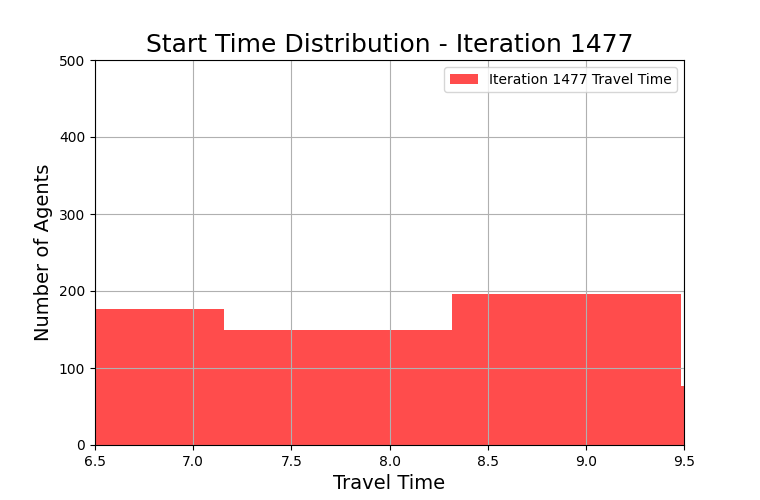 Start Time Distribution - Iteration 1477
Iteration 1477 Travel Time
Number of Agents
500
400
300
200
100
0
6.5 7.0 7.5 8.0 8.5 9.0 9.5
Travel Time